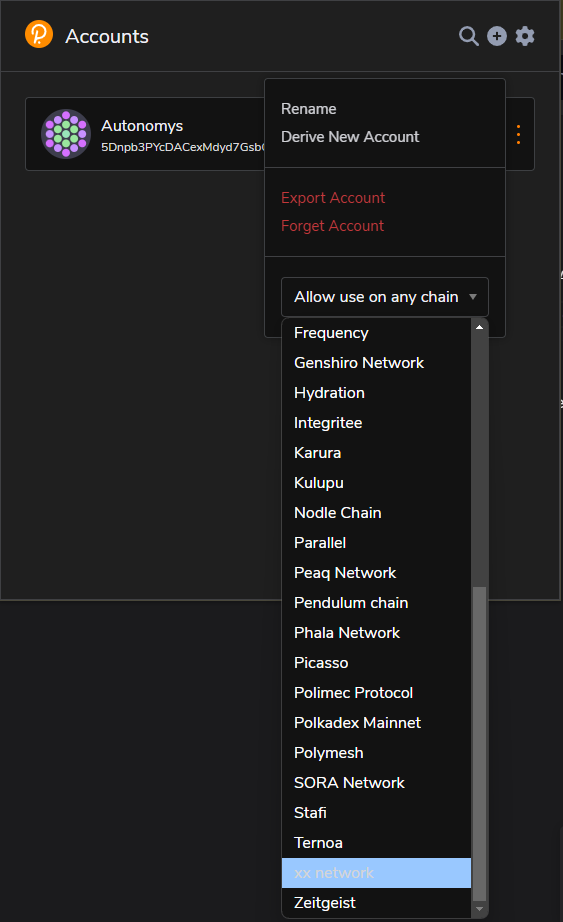 Accounts
Autonomys
5Dnpb3PYcDACexMdyd7Gsb
Rename
Derive New Account
Export Account
Forget Account
Allow use on any chain
Frequency
Genshiro Network
Hydration
Integritee
Karura
Kulupu
Nodle Chain
Parallel
Peaq Network
Pendulum chain
Phala Network
Picasso
Polimec Protocol
Polkadex Mainnet
Polymesh
SORA Network
Stafi
Ternoa
xx network
Zeitgeist